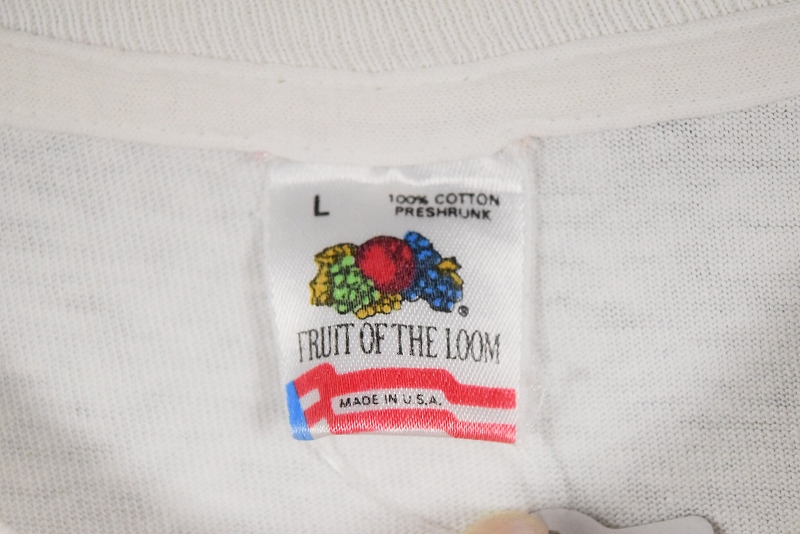 L
100% COTTON
PRESHRUNK
®
FRUIT OF THE LOOM
MADE IN U.S.A.